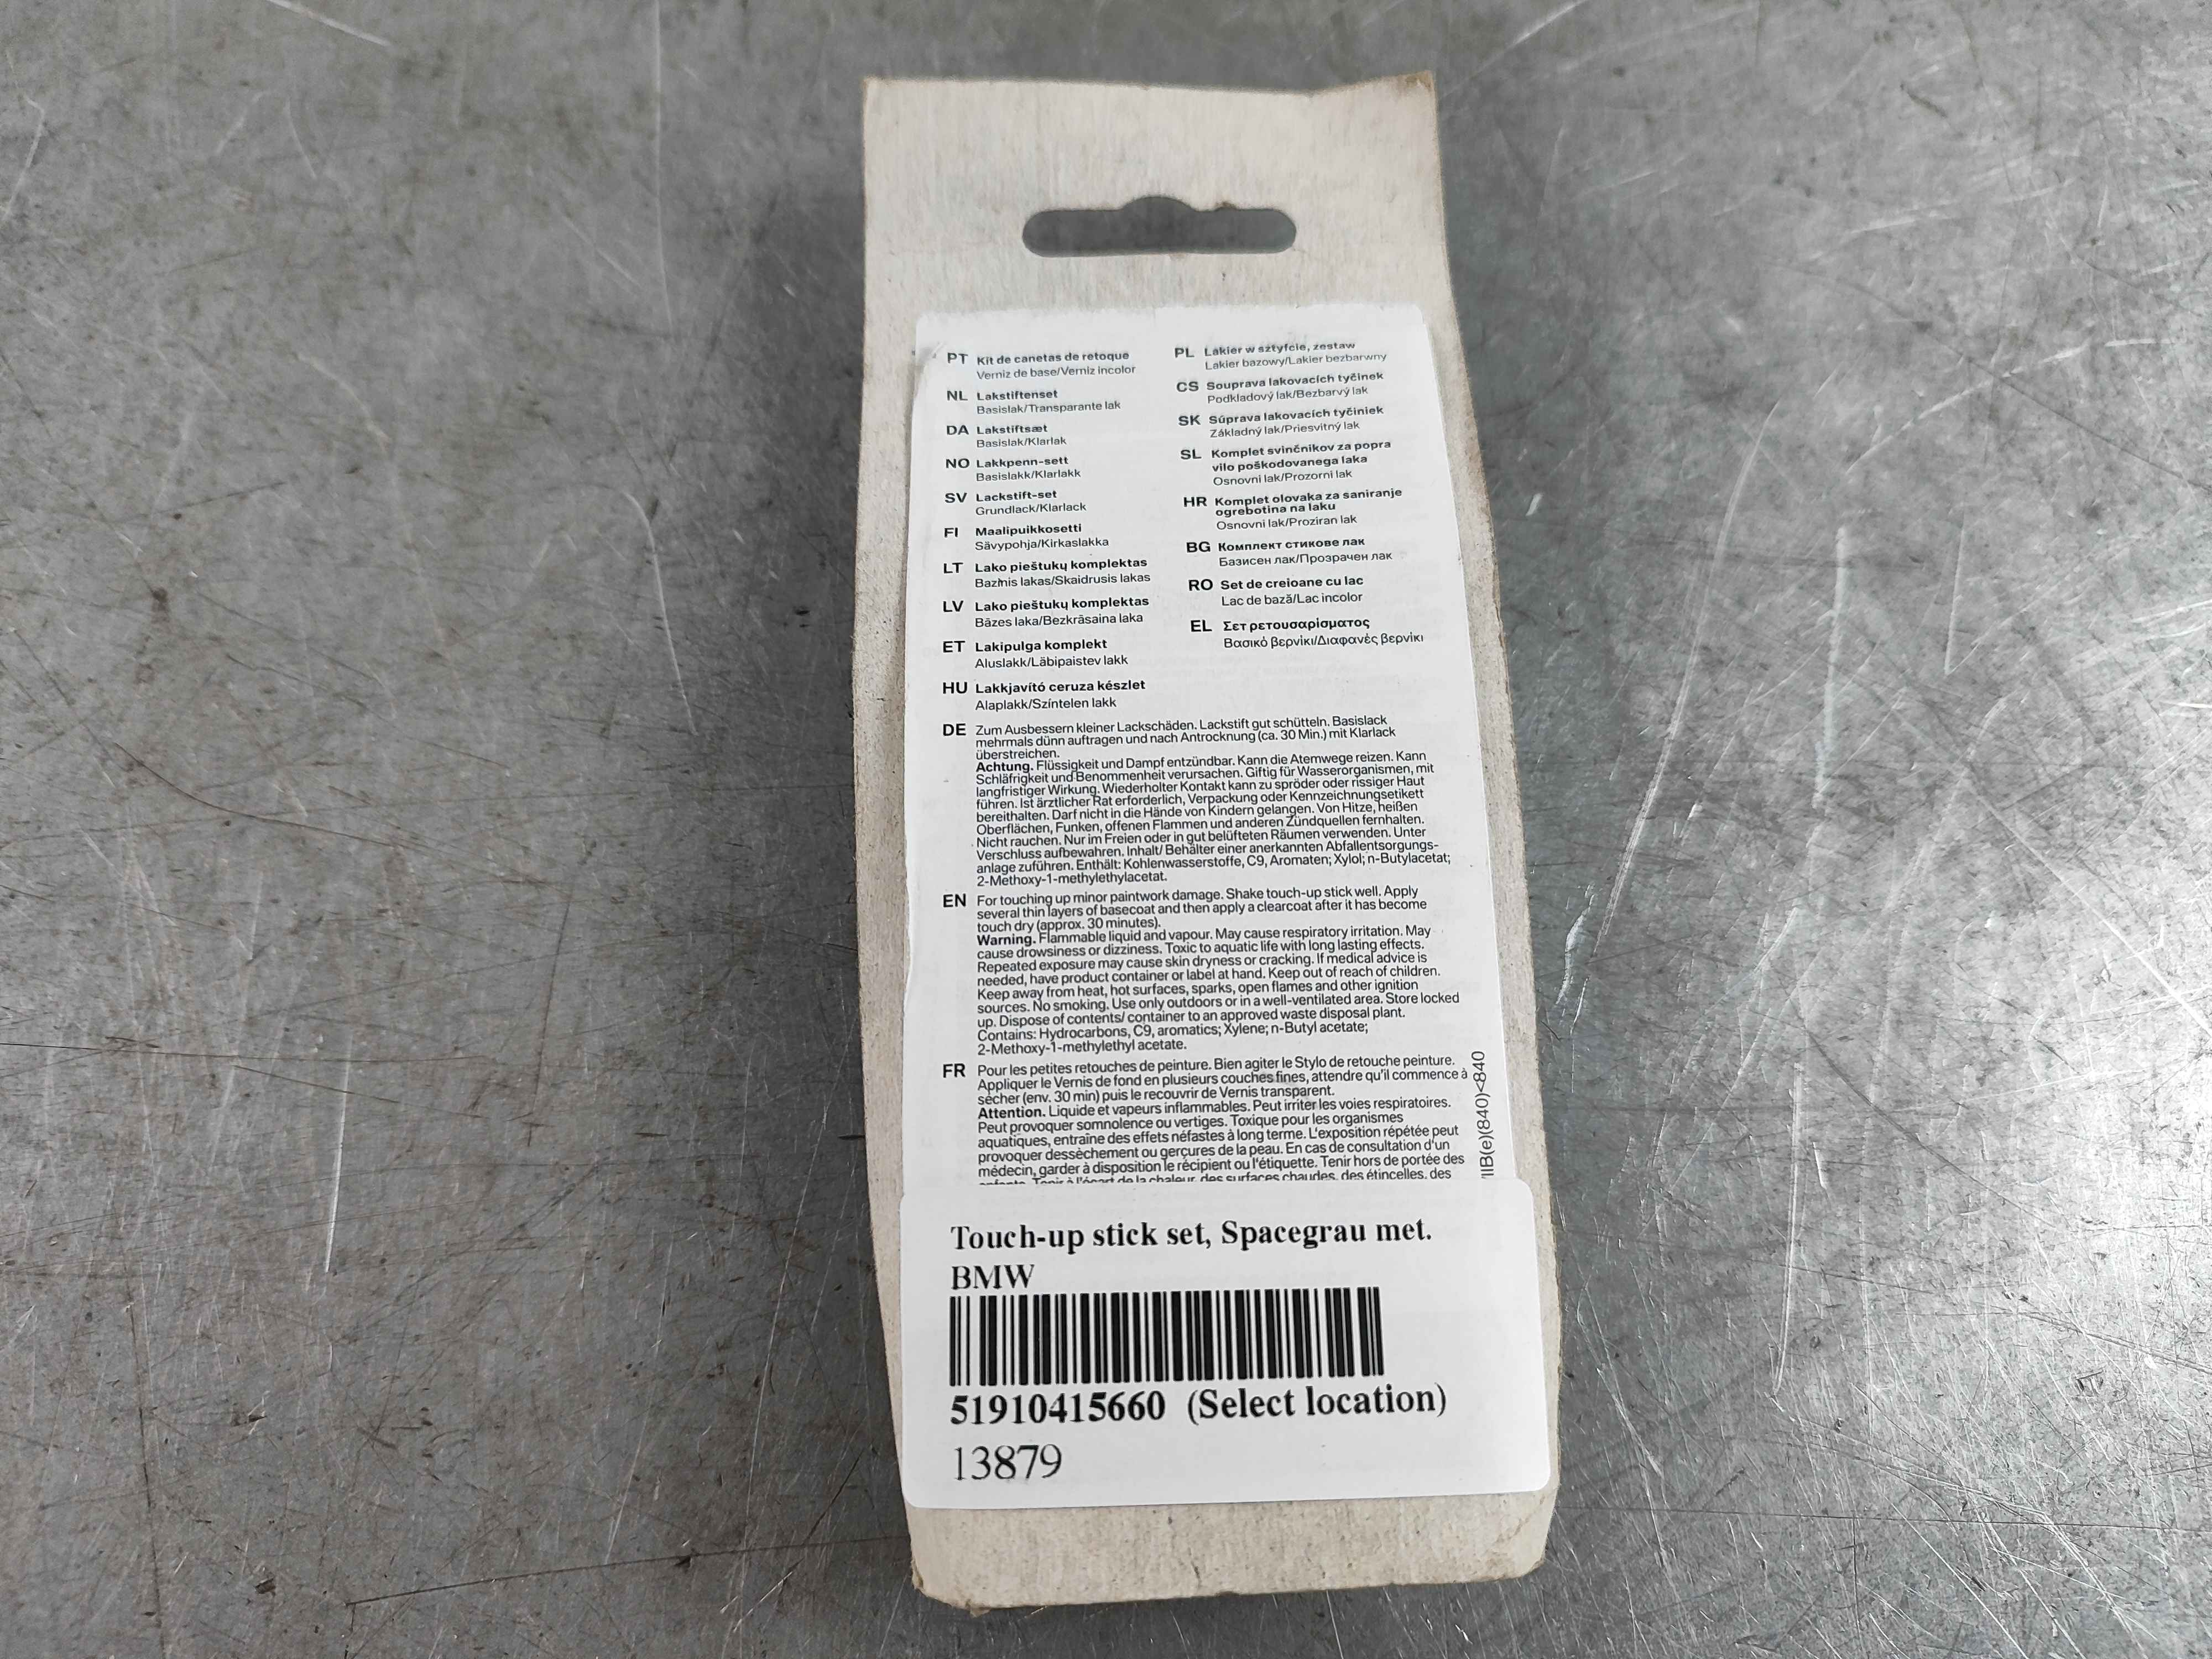 PT Kit de canetas de retoque
Verniz de base/Verniz incolor
NL Lakstiftenset
Basislak/Transparante lak
DA Lakstiftsæt
Basislak/Klarlak
NO Lakkpenn-sett
Basislakk/Klarlakk
SV Lackstift-set
Grundlack/Klarlack
FI Maalipuikkosetti
Sävypohja/Kirkaslakka
LT Lako pieštukų komplektas
lakas/Skaidrusis lakas
LV Lako pieštukų komplektas
Bāzes laka/Bezkrāsaina laka
ET Lakipulga komplekt
Aluslakk/Läbipaistev lakk
HU Lakkjavító ceruza készlet
Alaplakk/Színtelen lakk
PL Lakier w sztyfcie, zestaw
Lakier bazowy/Lakier bezbarwny
CS Souprava lakovacích tyčinek
Podkladový lak/Bezbarvý lak
SK Súprava lakovacích tyčiniek
Základný lak/Priesvitný lak
SL Komplet svinčnikov za popra
vilo poškodovanega laka
Osnovni lak/Prozorni lak
HR Komplet olovaka za saniranje
ogrebotina na laku
Osnovni lak/Proziran lak
BG Комплект стикове лак
Базисен лак/Прозрачен лак
RO Set de creioane cu lac
Lac de bază/Lac incolor
EL Σετ ρετουσαρίσματος
Βασικό βερνίκι/Διαφανές βερνίκι
DE Zum Ausbessern kleiner Lackschäden. Lackstift gut schütteln. Basislack
mehrmals dünn auftragen und nach Antrocknung (ca. 30 Min.) mit Klarlack
überstreichen.
Achtung. Flüssigkeit und Dampf entzündbar. Kann die Atemwege reizen. Kann
Schläfrigkeit und Benommenheit verursachen. Giftig für Wasserorganismen, mit
langfristiger Wirkung. Wiederholter Kontakt kann zu spröder oder rissiger Haut
führen. Ist ärztlicher Rat erforderlich, Verpackung oder Kennzeichnungsetikett
bereithalten. Darf nicht in die Hände von Kindern gelangen. Von Hitze, heißen
Oberflächen, Funken, offenen Flammen und anderen Zündquellen fernhalten.
Nicht rauchen. Nur im Freien oder in gut belüfteten Räumen verwenden. Unter
Verschluss aufbewahren. Inhalt/ Behälter einer anerkannten Abfallentsorgungs-
anlage zuführen. Enthält: Kohlenwasserstoffe, C9, Aromaten; Xylol; n-Butylacetat;
2-Methoxy-1-methylethylacetat.
EN For touching up minor paintwork damage. Shake touch-up stick well. Apply
several thin layers of basecoat and then apply a clearcoat after it has become
touch dry (approx. 30 minutes).
Warning. Flammable liquid and vapour. May cause respiratory irritation. May
cause drowsiness or dizziness. Toxic to aquatic life with long lasting effects.
Repeated exposure may cause skin dryness or cracking. If medical advice is
needed, have product container or label at hand. Keep out of reach of children.
Keep away from heat, hot surfaces, sparks, open flames and other ignition
sources. No smoking. Use only outdoors or in a well-ventilated area. Store locked
up. Dispose of contents/ container to an approved waste disposal plant.
Contains: Hydrocarbons, C9, aromatics; Xylene; n-Butyl acetate;
2-Methoxy-1-methylethyl acetate.
FR Pour les petites retouches de peinture. Bien agiter le Stylo de retouche peinture.
Appliquer le Vernis de fond en plusieurs couches fines, attendre qu'il commence à
sécher (env. 30 min) puis le recouvrir de Vernis transparent.
Attention. Liquide et vapeurs inflammables. Peut irriter les voies respiratoires.
Peut provoquer somnolence ou vertiges. Toxique pour les organismes
aquatiques, entraîne des effets néfastes à long terme. L'exposition répétée peut
provoquer dessèchement ou gerçures de la peau. En cas de consultation d'un
médecin, garder à disposition le récipient ou l'étiquette. Tenir hors de portée des
enfants. Tenir à l'écart de la chaleur, des surfaces chaudes, des étincelles, des
IIB(e)(840)<840
Touch-up stick set, Spacegrau met.
BMW
51910415660 (Select location)
13879